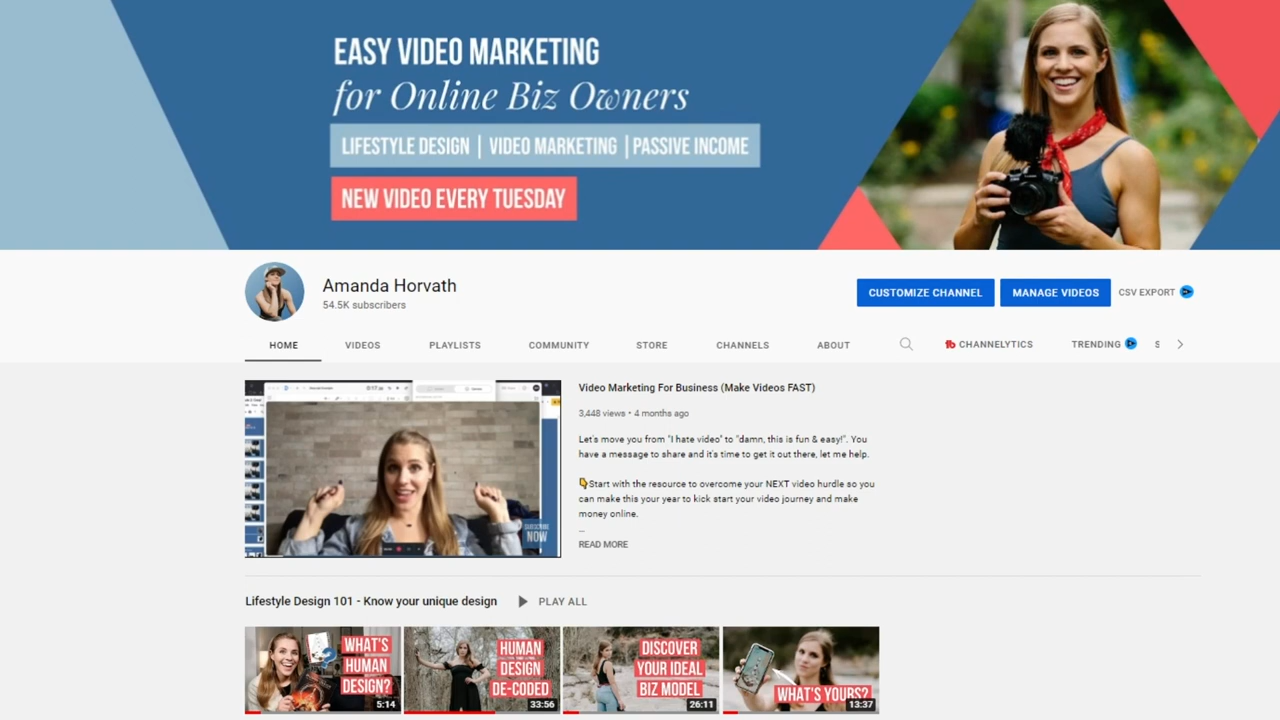 EASY VIDEO MARKETING
for Online Biz Owners
LIFESTYLE DESIGN | VIDEO MARKETING | PASSIVE INCOME
NEW VIDEO EVERY TUESDAY
Amanda Horvath
54.5K subscribers
CUSTOMIZE CHANNEL
MANAGE VIDEOS
CSV EXPORT
HOME
VIDEOS
PLAYLISTS
COMMUNITY
STORE
CHANNELS
ABOUT
CHANNELYTICS
TRENDING
S
SUBSCRIBE
NOW
Video Marketing For Business (Make Videos FAST)
3,448 views • 4 months ago
Let's move you from "I hate video" to "damn, this is fun & easy!". You
have a message to share and it's time to get it out there, let me help.
👇Start with the resource to overcome your NEXT video hurdle so you
can make this your year to kick start your video journey and make
money online.
...
READ MORE
Lifestyle Design 101 - Know your unique design
PLAY ALL
WHAT'S
HUMAN
DESIGN?
5:14
HUMAN
DESIGN
DE-CODED
33:56
DISCOVER
YOUR IDEAL
BIZ MODEL
26:11
WHAT'S YOURS?
13:37